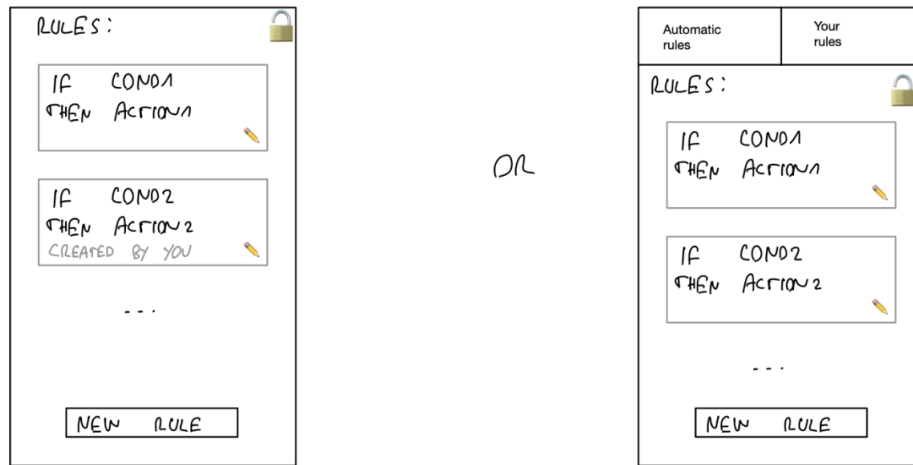 RULES:
IF COND1
THEN ACTION1
IF COND2
THEN ACTION2
CREATED BY YOU
...
NEW RULE
OR
Automatic rules
Your rules
RULES:
IF COND1
THEN ACTION1
IF COND2
THEN ACTION2
...
NEW RULE